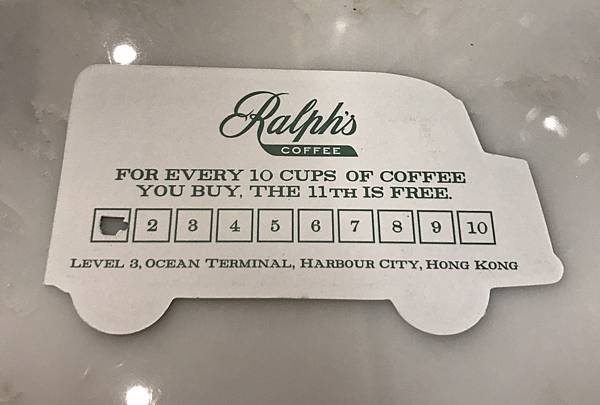 Ralph's
COFFEE
FOR EVERY 10 CUPS OF COFFEE
YOU BUY, THE 11TH IS FREE.
2 3 4 5 6 7 8 9 10
LEVEL 3, OCEAN TERMINAL, HARBOUR CITY, HONG KONG